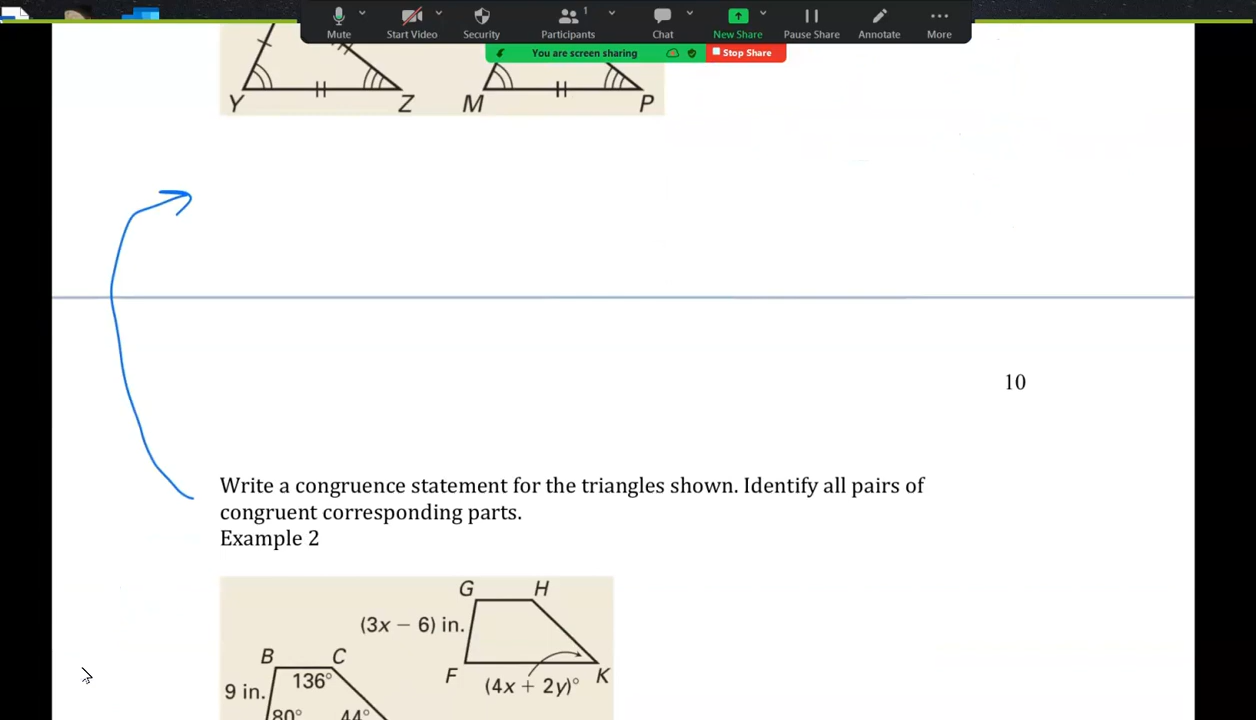 Mute
Start Video
Security
Participants
1
Chat
New Share
Pause Share
Annotate
More
You are screen sharing
Stop Share
Y
Z
M
P
10
Write a congruence statement for the triangles shown. Identify all pairs of
congruent corresponding parts.
Example 2
G
H
(3x − 6) in.
B
C
F
K
(4x + 2y)°
136°
9 in.
80°
44°